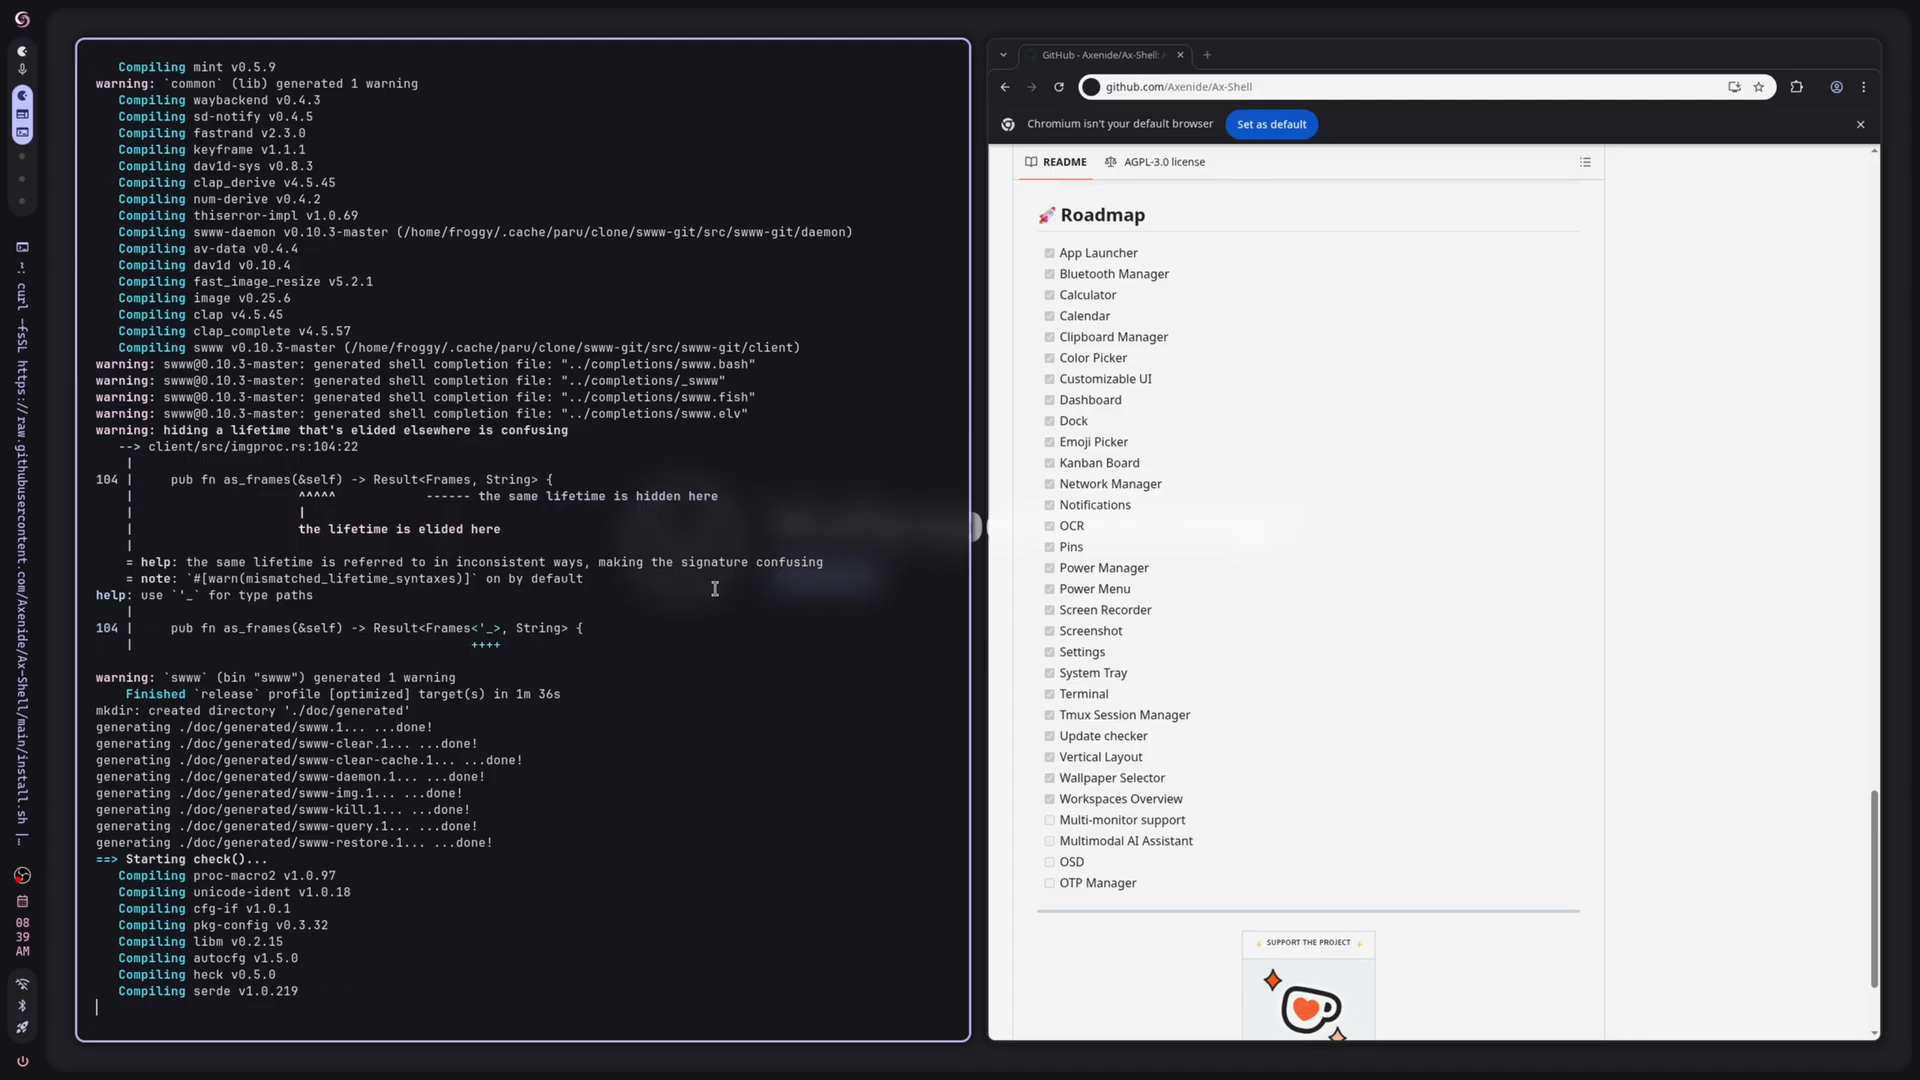 Compiling mint v0.5.9
warning: `common` (lib) generated 1 warning
Compiling waybackend v0.4.3
Compiling sd-notify v0.4.5
Compiling fastrand v2.3.0
Compiling keyframe v1.1.1
Compiling dav1d-sys v0.8.3
Compiling clap_derive v4.5.45
Compiling num-derive v0.4.2
Compiling thiserror-impl v1.0.69
Compiling swww-daemon v0.10.3-master (/home/froggy/.cache/paru/clone/swww-git/src/swww-git/daemon)
Compiling av-data v0.4.4
Compiling dav1d v0.10.4
Compiling fast_image_resize v5.2.1
Compiling image v0.25.6
Compiling clap v4.5.45
Compiling clap_complete v4.5.57
Compiling swww v0.10.3-master (/home/froggy/.cache/paru/clone/swww-git/src/swww-git/client)
warning: swww@0.10.3-master: generated shell completion file: "../completions/swww.bash"
warning: swww@0.10.3-master: generated shell completion file: "../completions/_swww"
warning: swww@0.10.3-master: generated shell completion file: "../completions/swww.fish"
warning: swww@0.10.3-master: generated shell completion file: "../completions/swww.elv"
warning: hiding a lifetime that's elided elsewhere is confusing
--> client/src/imgproc.rs:104:22
|
104 |     pub fn as_frames(&self) -> Result<Frames, String> {
|                      ^^^^^            ------ the same lifetime is hidden here
|                      |
|                      the lifetime is elided here
|
= help: the same lifetime is referred to in inconsistent ways, making the signature confusing
= note: `#[warn(mismatched_lifetime_syntaxes)]` on by default
help: use `'_` for type paths
|
104 |     pub fn as_frames(&self) -> Result<Frames<'_>, String> {
|                                             ++++
warning: `swww` (bin "swww") generated 1 warning
Finished `release` profile [optimized] target(s) in 1m 36s
mkdir: created directory './doc/generated'
generating ./doc/generated/swww.1... ...done!
generating ./doc/generated/swww-clear.1... ...done!
generating ./doc/generated/swww-clear-cache.1... ...done!
generating ./doc/generated/swww-daemon.1... ...done!
generating ./doc/generated/swww-img.1... ...done!
generating ./doc/generated/swww-kill.1... ...done!
generating ./doc/generated/swww-query.1... ...done!
generating ./doc/generated/swww-restore.1... ...done!
==> Starting check()...
Compiling proc-macro2 v1.0.97
Compiling unicode-ident v1.0.18
Compiling cfg-if v1.0.1
Compiling pkg-config v0.3.32
Compiling libm v0.2.15
Compiling autocfg v1.5.0
Compiling heck v0.5.0
Compiling serde v1.0.219
curl -fsSL https://raw.githubusercontent.com/Axenide/Ax-Shell/main/install.sh |…
08
39
AM
GitHub - Axenide/Ax-Shell:
github.com/Axenide/Ax-Shell
Chromium isn't your default browser
Set as default
README
AGPL-3.0 license
🚀 Roadmap
App Launcher
Bluetooth Manager
Calculator
Calendar
Clipboard Manager
Color Picker
Customizable UI
Dashboard
Dock
Emoji Picker
Kanban Board
Network Manager
Notifications
OCR
Pins
Power Manager
Power Menu
Screen Recorder
Screenshot
Settings
System Tray
Terminal
Tmux Session Manager
Update checker
Vertical Layout
Wallpaper Selector
Workspaces Overview
Multi-monitor support
Multimodal AI Assistant
OSD
OTP Manager
SUPPORT THE PROJECT